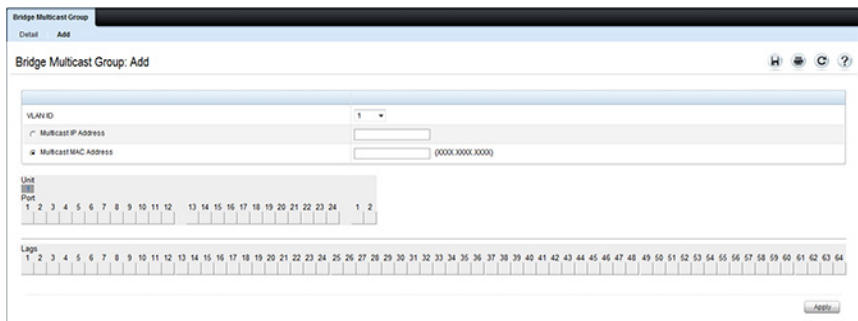 Bridge Multicast Group
Detail Add
Bridge Multicast Group: Add
VLAN ID 1
Multicast IP Address
Multicast MAC Address (XXXX.XXXX.XXXX)
Unit
1
Port
1 2 3 4 5 6 7 8 9 10 11 12 13 14 15 16 17 18 19 20 21 22 23 24 1 2
Lags
1 2 3 4 5 6 7 8 9 10 11 12 13 14 15 16 17 18 19 20 21 22 23 24 25 26 27 28 29 30 31 32 33 34 35 36 37 38 39 40 41 42 43 44 45 46 47 48 49 50 51 52 53 54 55 56 57 58 59 60 61 62 63 64
Apply